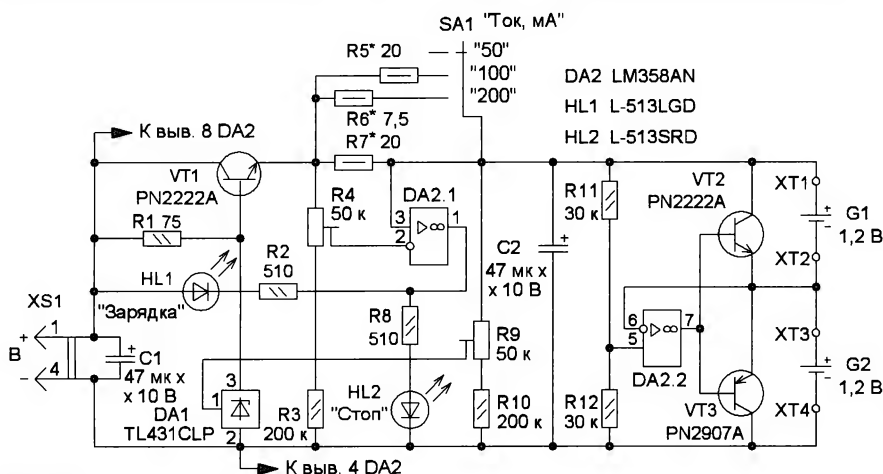 SA1 "Ток, мА"
R5* 20
"50"
"100"
"200"
DA2 LM358AN
HL1 L-513LGD
HL2 L-513SRD
R6* 7,5
R7* 20
К выв. 8 DA2
VT1
PN2222A
R1 75
R4
50 к
DA2.1
3
2
1
▷∞
R2
510
HL1
"Зарядка"
R8
510
C2
47 мк х
х 10 В
R9
50 к
R11
30 к
VT2
PN2222A
XT1
G1
1,2 В
XT2
XS1
+
1
В
4
−
C1
47 мк х
х 10 В
3
1
2
DA1
TL431CLP
R3
200 к
HL2
"Стоп"
R10
200 к
R12
30 к
6
5
7
▷∞
DA2.2
VT3
PN2907A
XT3
G2
1,2 В
XT4
К выв. 4 DA2